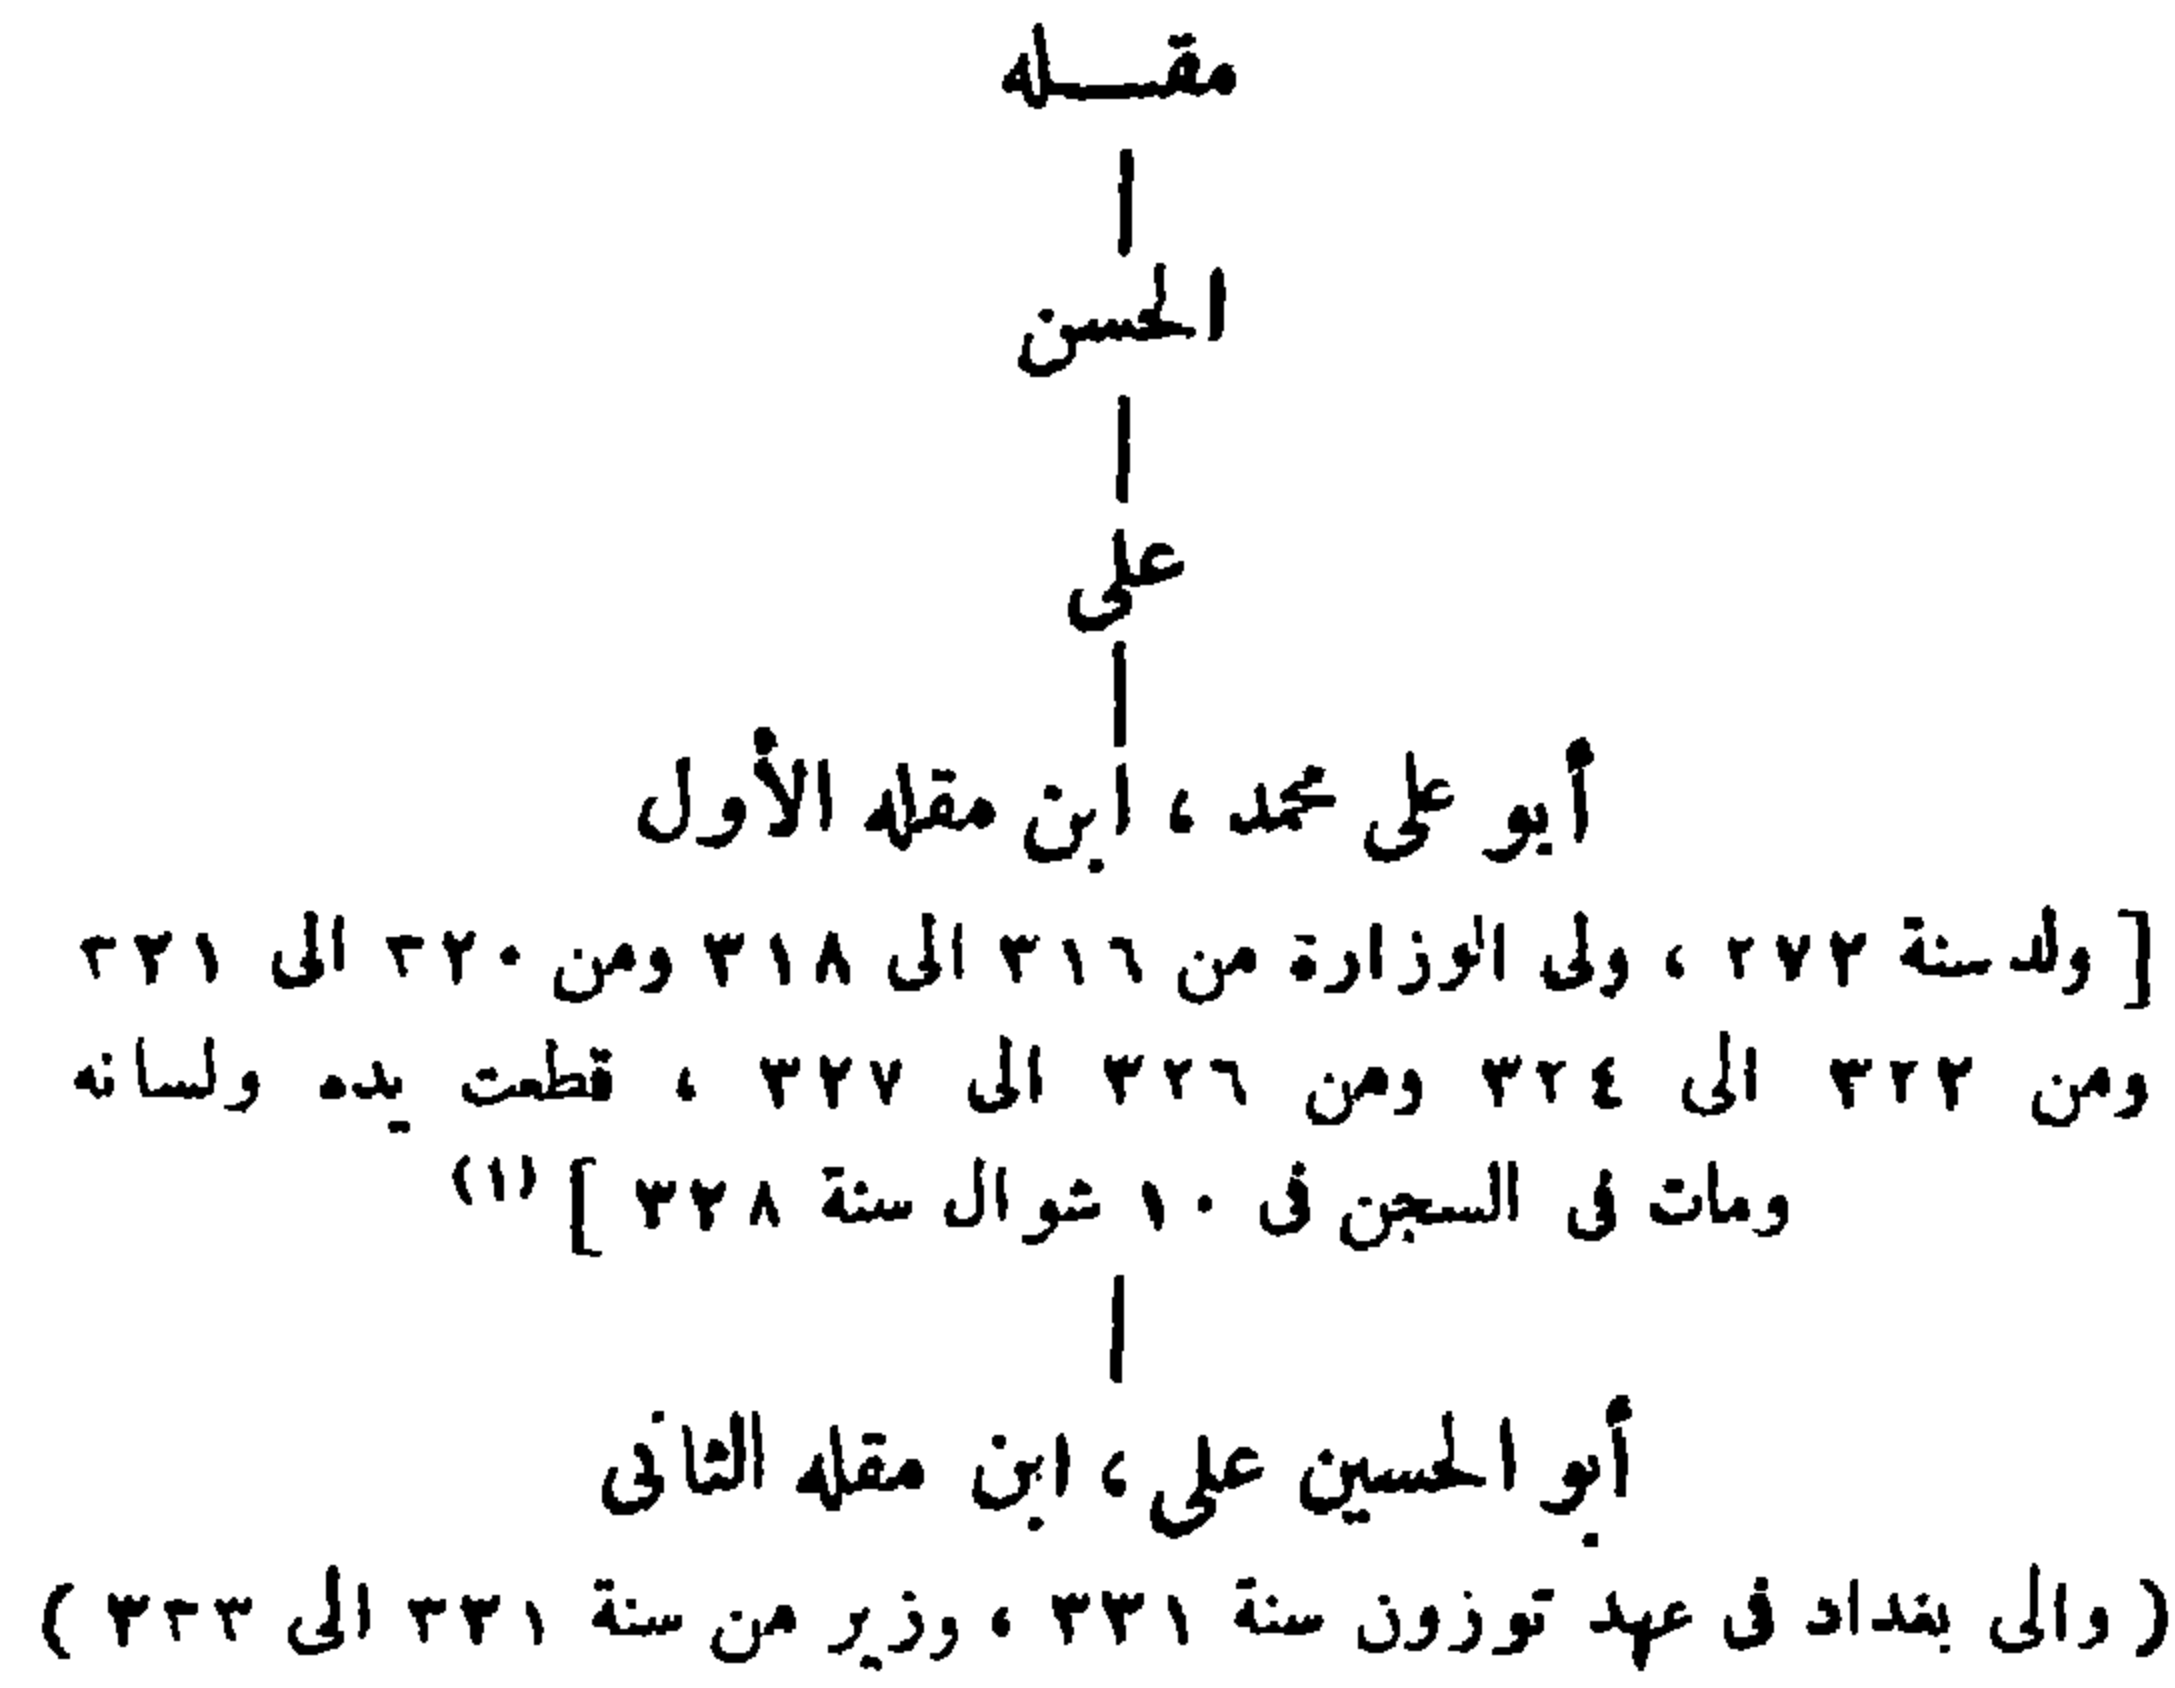 مقله
الحسن
على
أبو على محمد ، ابن مقله الأول
[ ولد سنة ٢٧٢ ، ولى الوزارة من ٣١٦ الى ٣١٨ ومن ٣٢٠ الى ٣٢١
ومن ٣٢٢ الى ٣٢٤ ومن ٣٢٦ الى ٣٢٧ ، قطعت يده ولسانه
ومات فى السجن فى ١٠ شوال سنة ٣٢٨ ] (١)
أبو الحسين على ، ابن مقله الثانى
( والى بغداد فى عهد توزون سنة ٣٣١ ، وزير من سنة ٣٣١ الى ٣٣٣ )